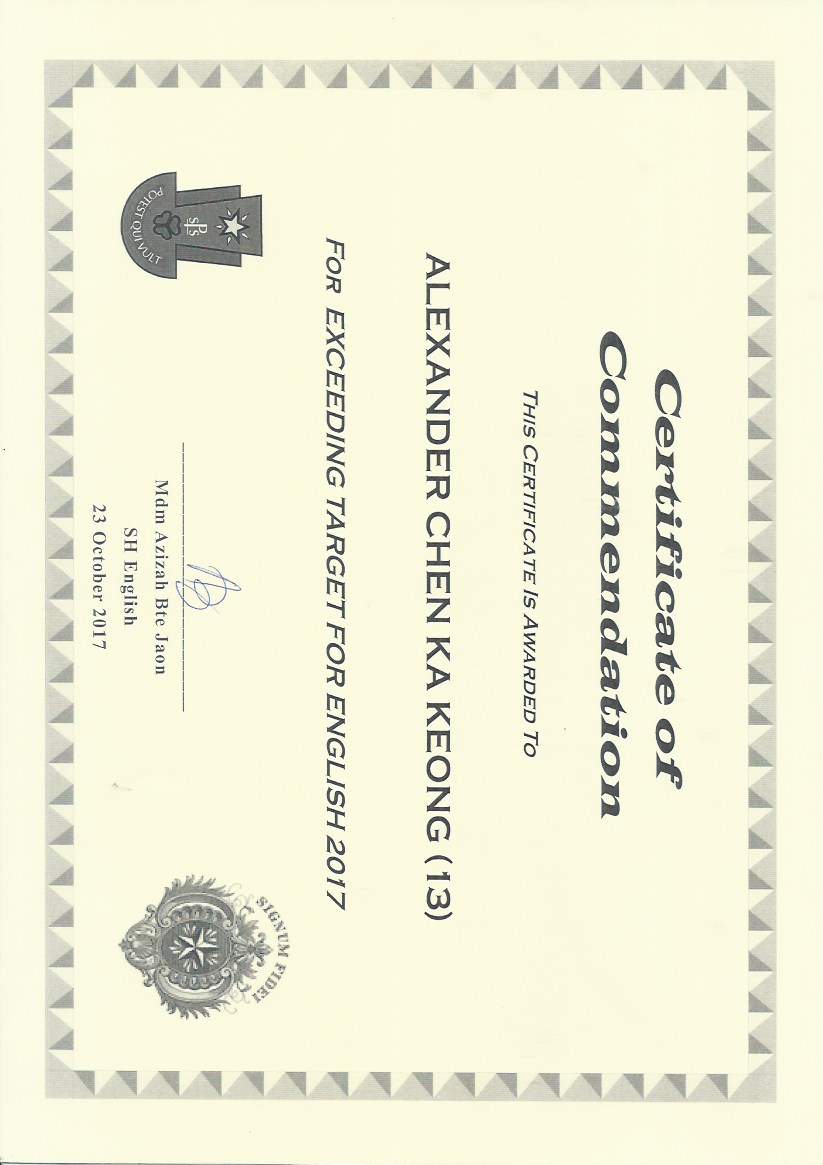 Certificate of
Commendation
THIS CERTIFICATE IS AWARDED TO
ALEXANDER CHEN KA KEONG (13)
FOR EXCEEDING TARGET FOR ENGLISH 2017
SIGNUM FIDEI
SPS
POTEST QUI VULT
Mdm Azizah Bte Jaon
SH English
23 October 2017